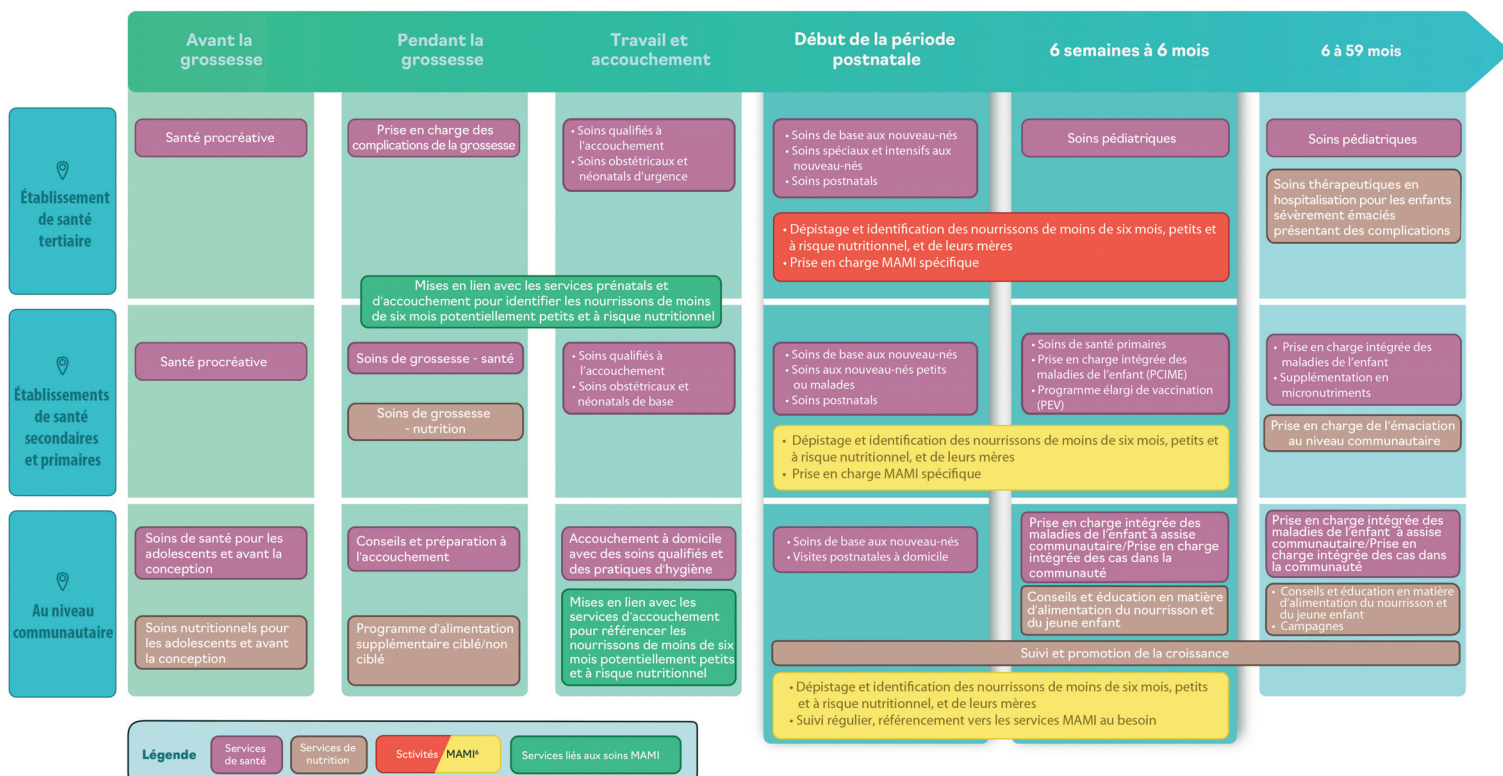 Avant la
grossesse
Pendant la
grossesse
Travail et
accouchement
Début de la période
postnatale
6 semaines à 6 mois
6 à 59 mois
Établissement
de santé
tertiaire
Santé procréative
Prise en charge des
complications de la grossesse
• Soins qualifiés à
l'accouchement
• Soins obstétricaux et
néonatals d'urgence
• Soins de base aux nouveau-nés
• Soins spéciaux et intensifs aux
nouveau-nés
• Soins postnatals
Soins pédiatriques
Soins pédiatriques
Soins thérapeutiques en
hospitalisation pour les enfants
sévèrement émaciés
présentant des complications
• Dépistage et identification des nourrissons de moins de six mois, petits et
à risque nutritionnel, et de leurs mères
• Prise en charge MAMI spécifique
Mises en lien avec les services prénatals et
d'accouchement pour identifier les nourrissons de moins
de six mois potentiellement petits et à risque nutritionnel
Établissements
de santé
secondaires
et primaires
Santé procréative
Soins de grossesse - santé
Soins de grossesse
- nutrition
• Soins qualifiés à
l'accouchement
• Soins obstétricaux et
néonatals de base
• Soins de base aux nouveau-nés
• Soins aux nouveau-nés petits
ou malades
• Soins postnatals
• Soins de santé primaires
• Prise en charge intégrée des
maladies de l'enfant (PCIME)
• Programme élargi de vaccination
(PEV)
• Prise en charge intégrée des
maladies de l'enfant
• Supplémentation en
micronutriments
Prise en charge de l'émaciation
au niveau communautaire
• Dépistage et identification des nourrissons de moins de six mois, petits et
à risque nutritionnel, et de leurs mères
• Prise en charge MAMI spécifique
Au niveau
communautaire
Soins de santé pour les
adolescents et avant la
conception
Soins nutritionnels pour
les adolescents et avant
la conception
Conseils et préparation à
l'accouchement
Programme d'alimentation
supplémentaire ciblé/non
ciblé
Accouchement à domicile
avec des soins qualifiés et
des pratiques d'hygiène
Mises en lien avec les
services d'accouchement
pour référencer les
nourrissons de moins de six
mois potentiellement petits
et à risque nutritionnel
• Soins de base aux nouveau-nés
• Visites postnatales à domicile
Prise en charge intégrée des
maladies de l'enfant à assise
communautaire/Prise en charge
intégrée des cas dans la
communauté
Conseils et éducation en matière
d'alimentation du nourrisson et
du jeune enfant
Prise en charge intégrée des
maladies de l'enfant à assise
communautaire/Prise en
charge intégrée des cas dans
la communauté
• Conseils et éducation en matière
d'alimentation du nourrisson et
du jeune enfant
• Campagnes
Suivi et promotion de la croissance
• Dépistage et identification des nourrissons de moins de six mois, petits
et à risque nutritionnel, et de leurs mères
• Suivi régulier, référencement vers les services MAMI au besoin
Légende
Services
de santé
Services de
nutrition
Sctivités MAMI⁶
Services liés aux soins MAMI